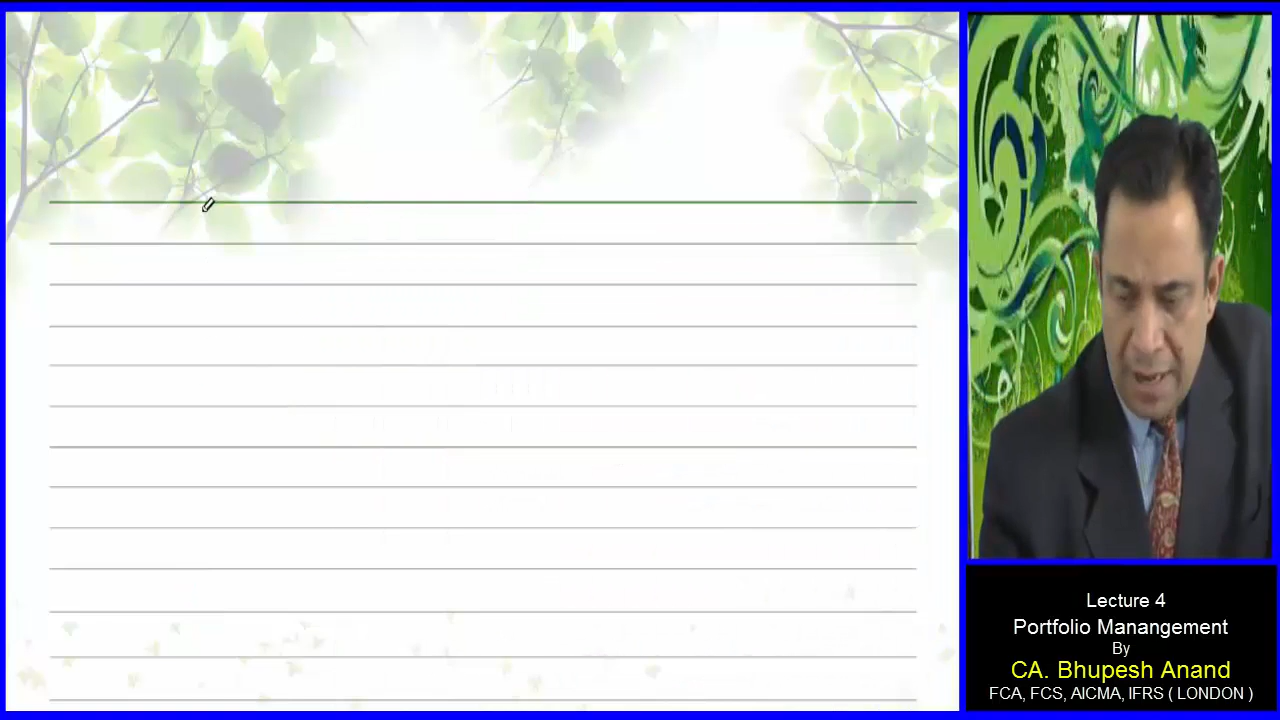 Lecture 4
Portfolio Manangement
By
CA. Bhupesh Anand
FCA, FCS, AICMA, IFRS ( LONDON )